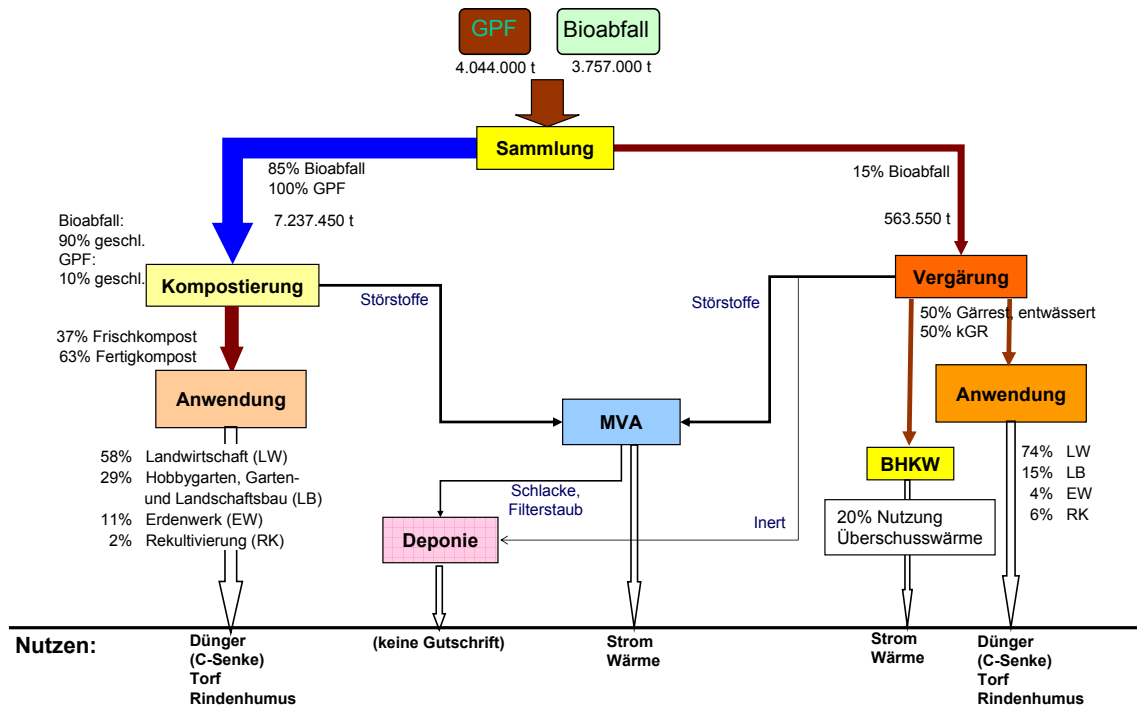 GPF
Bioabfall
4.044.000 t
3.757.000 t
Sammlung
85% Bioabfall
100% GPF
7.237.450 t
15% Bioabfall
563.550 t
Bioabfall:
90% geschl.
GPF:
10% geschl.
Kompostierung
Störstoffe
Störstoffe
Vergärung
50% Gärrest, entwässert
50% kGR
37% Frischkompost
63% Fertigkompost
Anwendung
MVA
Anwendung
BHKW
58% Landwirtschaft (LW)
29% Hobbygarten, Garten-
und Landschaftsbau (LB)
11% Erdenwerk (EW)
2% Rekultivierung (RK)
Schlacke,
Filterstaub
Deponie
Inert
20% Nutzung
Überschusswärme
74% LW
15% LB
4% EW
6% RK
Nutzen:
Dünger
(C-Senke)
Torf
Rindenhumus
(keine Gutschrift)
Strom
Wärme
Strom
Wärme
Dünger
(C-Senke)
Torf
Rindenhumus